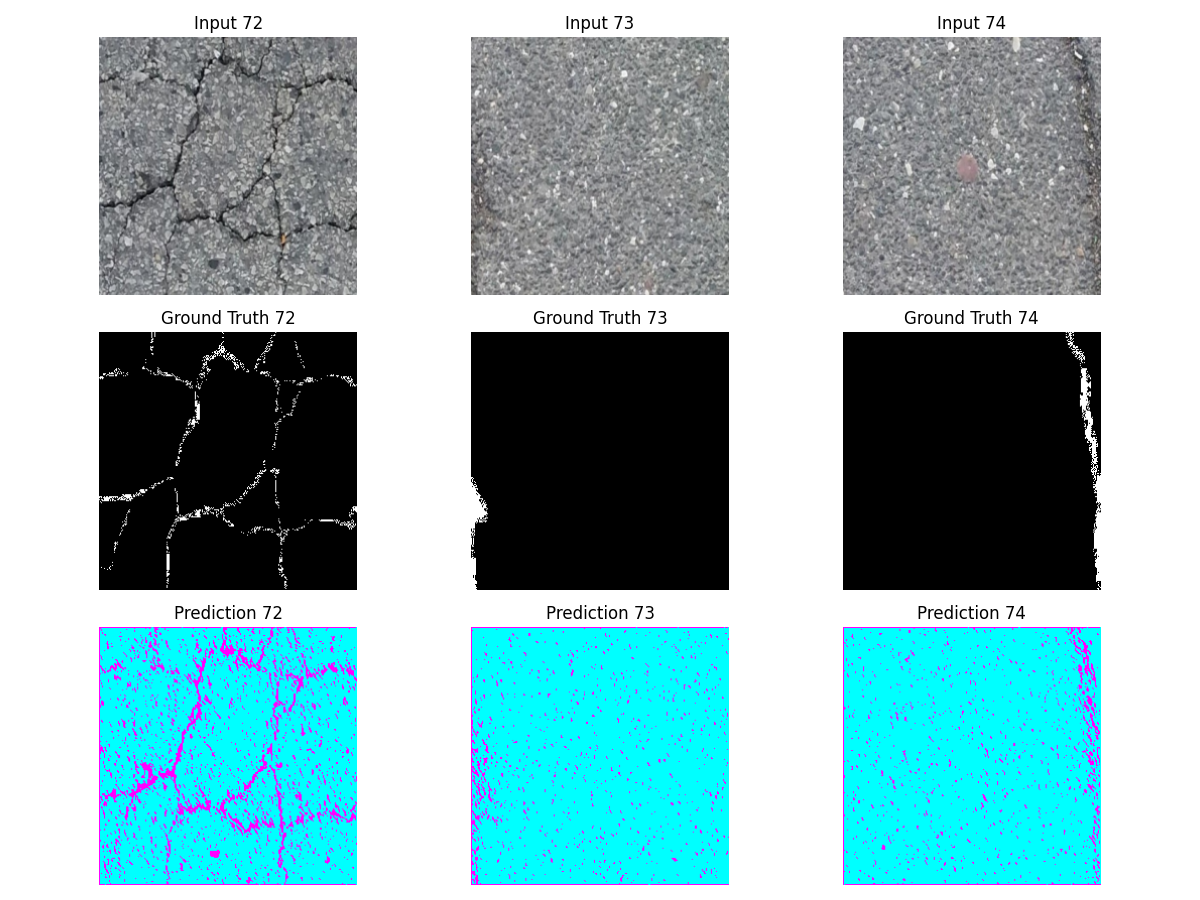 Input 72
Input 73
Input 74
Ground Truth 72
Ground Truth 73
Ground Truth 74
Prediction 72
Prediction 73
Prediction 74